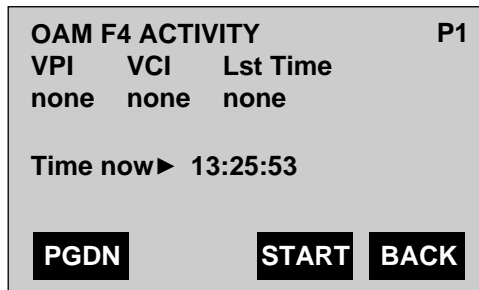 OAM F4 ACTIVITY P1
VPI VCI Lst Time
none none none
Time now► 13:25:53
PGDN START BACK